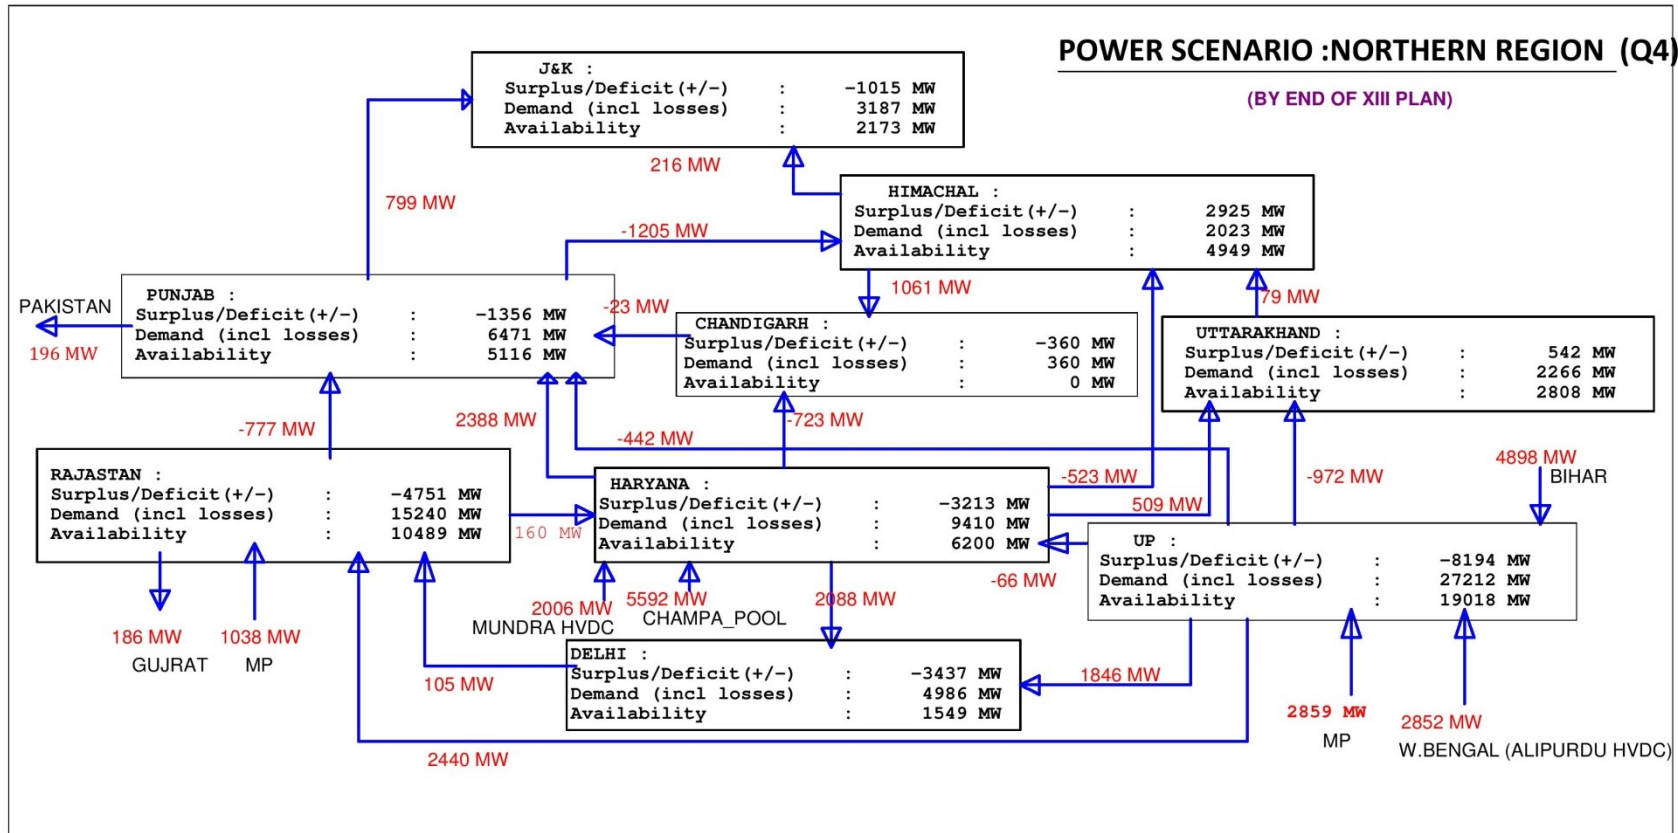 POWER SCENARIO :NORTHERN REGION (Q4)
(BY END OF XIII PLAN)
J&K :
Surplus/Deficit(+/-) : -1015 MW
Demand (incl losses) : 3187 MW
Availability : 2173 MW
216 MW
799 MW
HIMACHAL :
Surplus/Deficit(+/-) : 2925 MW
Demand (incl losses) : 2023 MW
Availability : 4949 MW
-1205 MW
1061 MW
79 MW
PAKISTAN
196 MW
PUNJAB :
Surplus/Deficit(+/-) : -1356 MW
Demand (incl losses) : 6471 MW
Availability : 5116 MW
-23 MW
CHANDIGARH :
Surplus/Deficit(+/-) : -360 MW
Demand (incl losses) : 360 MW
Availability : 0 MW
UTTARAKHAND :
Surplus/Deficit(+/-) : 542 MW
Demand (incl losses) : 2266 MW
Availability : 2808 MW
-777 MW
2388 MW
-442 MW
-723 MW
-523 MW
509 MW
-972 MW
4898 MW
BIHAR
RAJASTAN :
Surplus/Deficit(+/-) : -4751 MW
Demand (incl losses) : 15240 MW
Availability : 10489 MW
160 MW
HARYANA :
Surplus/Deficit(+/-) : -3213 MW
Demand (incl losses) : 9410 MW
Availability : 6200 MW
-66 MW
UP :
Surplus/Deficit(+/-) : -8194 MW
Demand (incl losses) : 27212 MW
Availability : 19018 MW
186 MW
GUJRAT
1038 MW
MP
2006 MW
MUNDRA HVDC
5592 MW
CHAMPA_POOL
2088 MW
DELHI :
Surplus/Deficit(+/-) : -3437 MW
Demand (incl losses) : 4986 MW
Availability : 1549 MW
105 MW
1846 MW
2440 MW
2859 MW
MP
2852 MW
W.BENGAL (ALIPURDU HVDC)